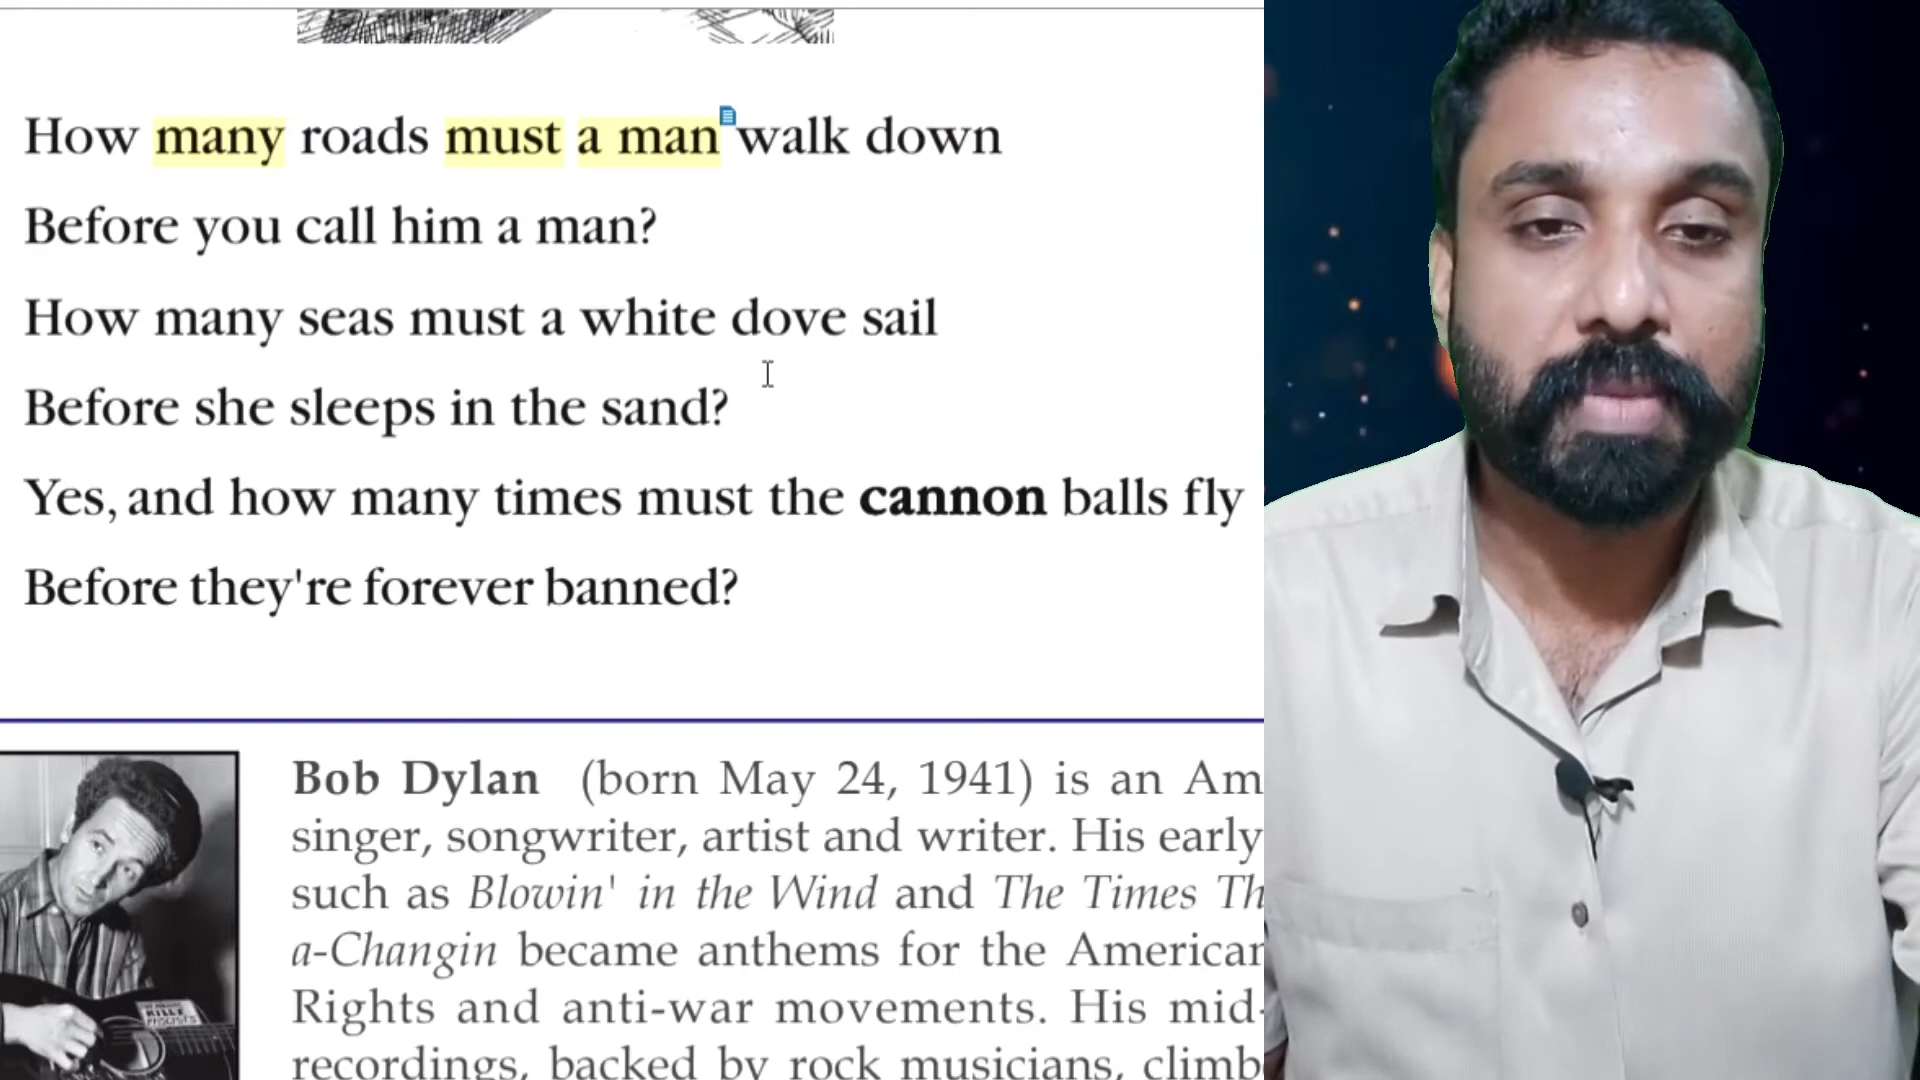 How many roads must a man walk down
Before you call him a man?
How many seas must a white dove sail
Before she sleeps in the sand?
Yes, and how many times must the cannon balls fly
Before they're forever banned?
Bob Dylan (born May 24, 1941) is an Am
singer, songwriter, artist and writer. His early
such as Blowin' in the Wind and The Times Th
a-Changin became anthems for the American
Rights and anti-war movements. His mid-
recordings, backed by rock musicians, climb
KILLS
FASCISTS